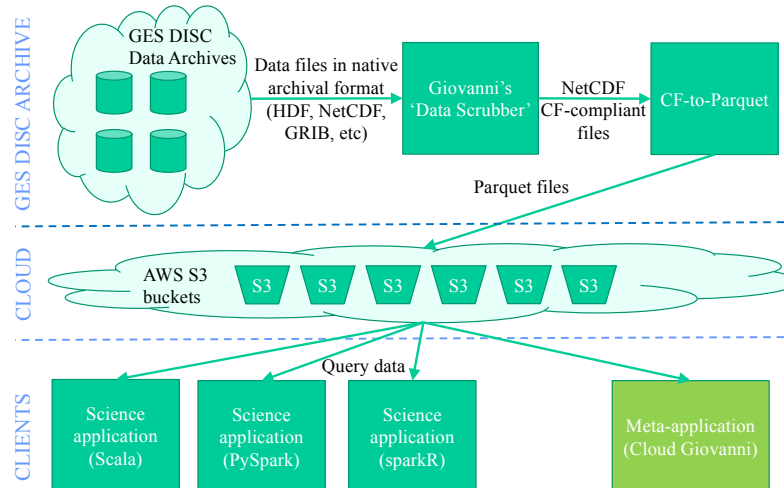 GES DISC ARCHIVE
GES DISC
Data Archives
Data files in native
archival format
(HDF, NetCDF,
GRIB, etc)
Giovanni's
'Data Scrubber'
NetCDF
CF-compliant
files
CF-to-Parquet
Parquet files
CLOUD
AWS S3
buckets
S3
S3
S3
S3
S3
S3
Query data
CLIENTS
Science
application
(Scala)
Science
application
(PySpark)
Science
application
(sparkR)
Meta-application
(Cloud Giovanni)